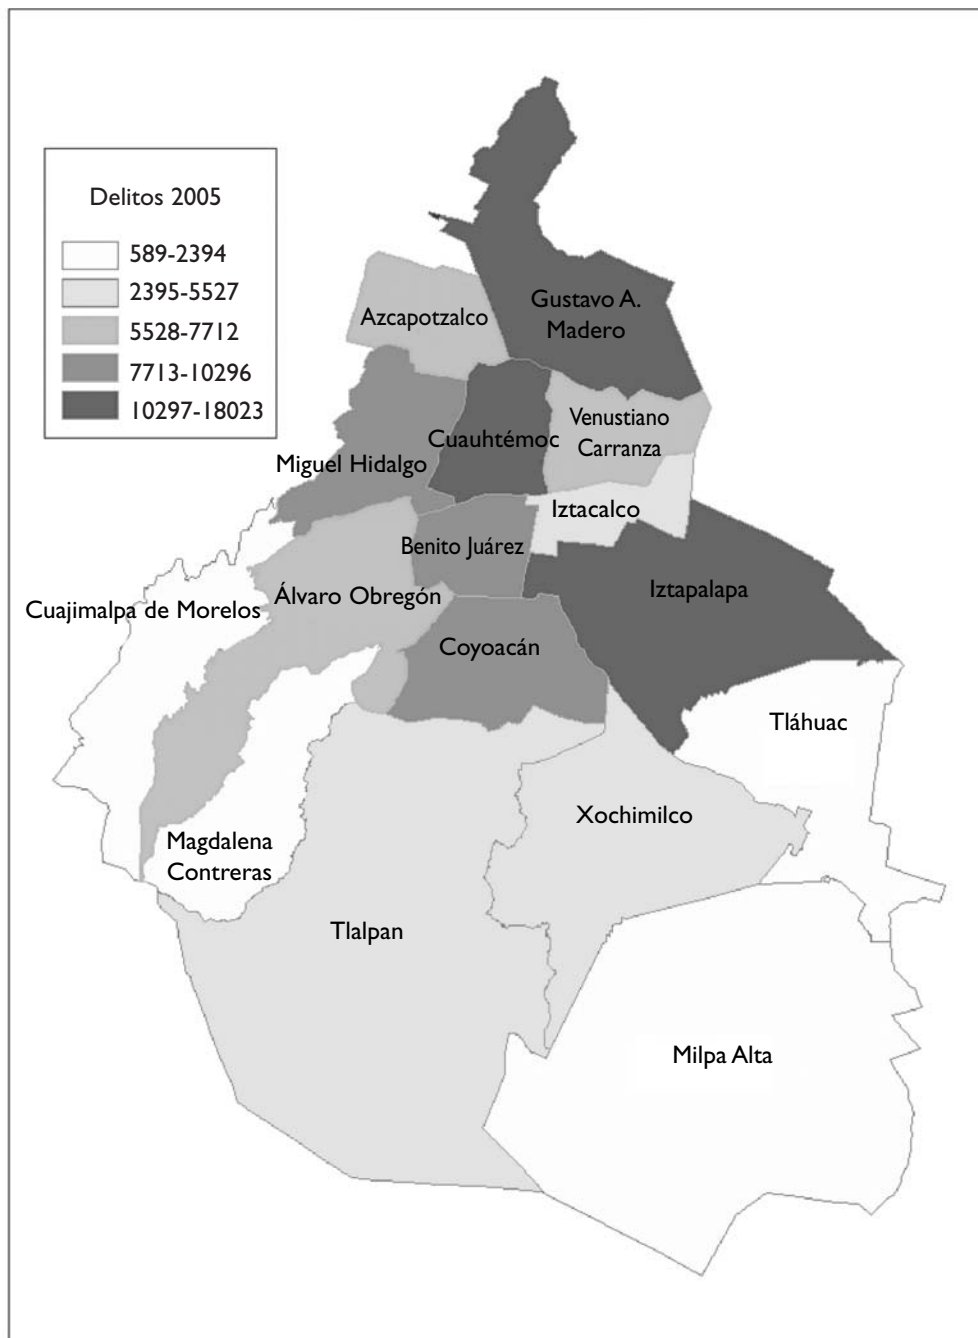 Delitos 2005
589-2394
2395-5527
5528-7712
7713-10296
10297-18023
Gustavo A.
Madero
Azcapotzalco
Venustiano
Carranza
Cuauhtémoc
Miguel Hidalgo
Iztacalco
Benito Juárez
Iztapalapa
Álvaro Obregón
Cuajimalpa de Morelos
Coyoacán
Tláhuac
Xochimilco
Magdalena
Contreras
Tlalpan
Milpa Alta